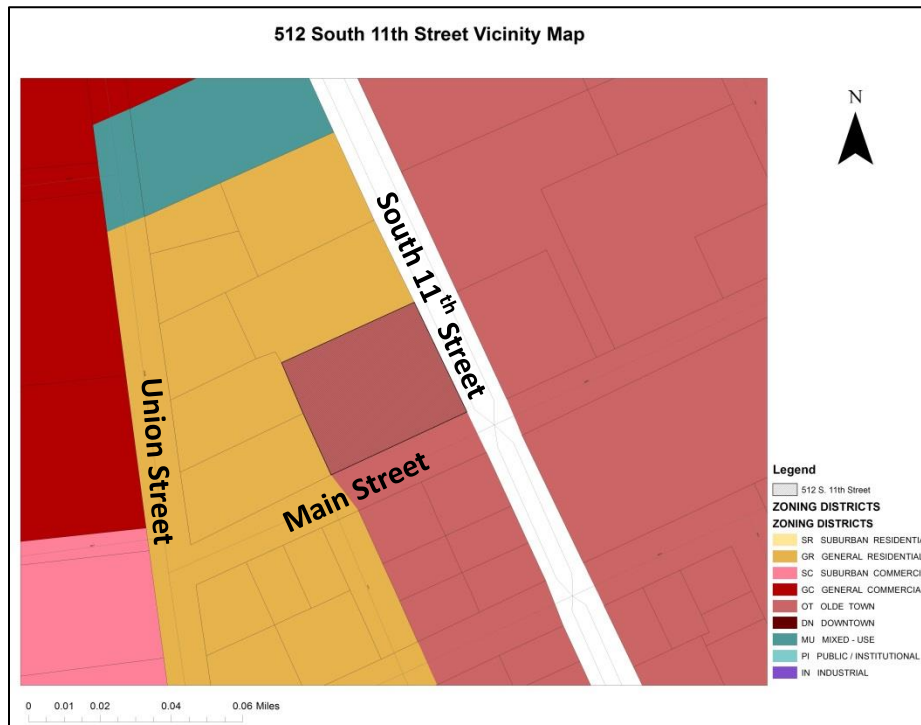 512 South 11th Street Vicinity Map
N
South 11th Street
Union Street
Main Street
Legend
512 S. 11th Street
ZONING DISTRICTS
ZONING DISTRICTS
SR SUBURBAN RESIDENTIA
GR GENERAL RESIDENTIAL
SC SUBURBAN COMMERCI
GC GENERAL COMMERCIA
OT OLDE TOWN
DN DOWNTOWN
MU MIXED - USE
PI PUBLIC / INSTITUTIONAL
IN INDUSTRIAL
0 0.01 0.02 0.04 0.06 Miles